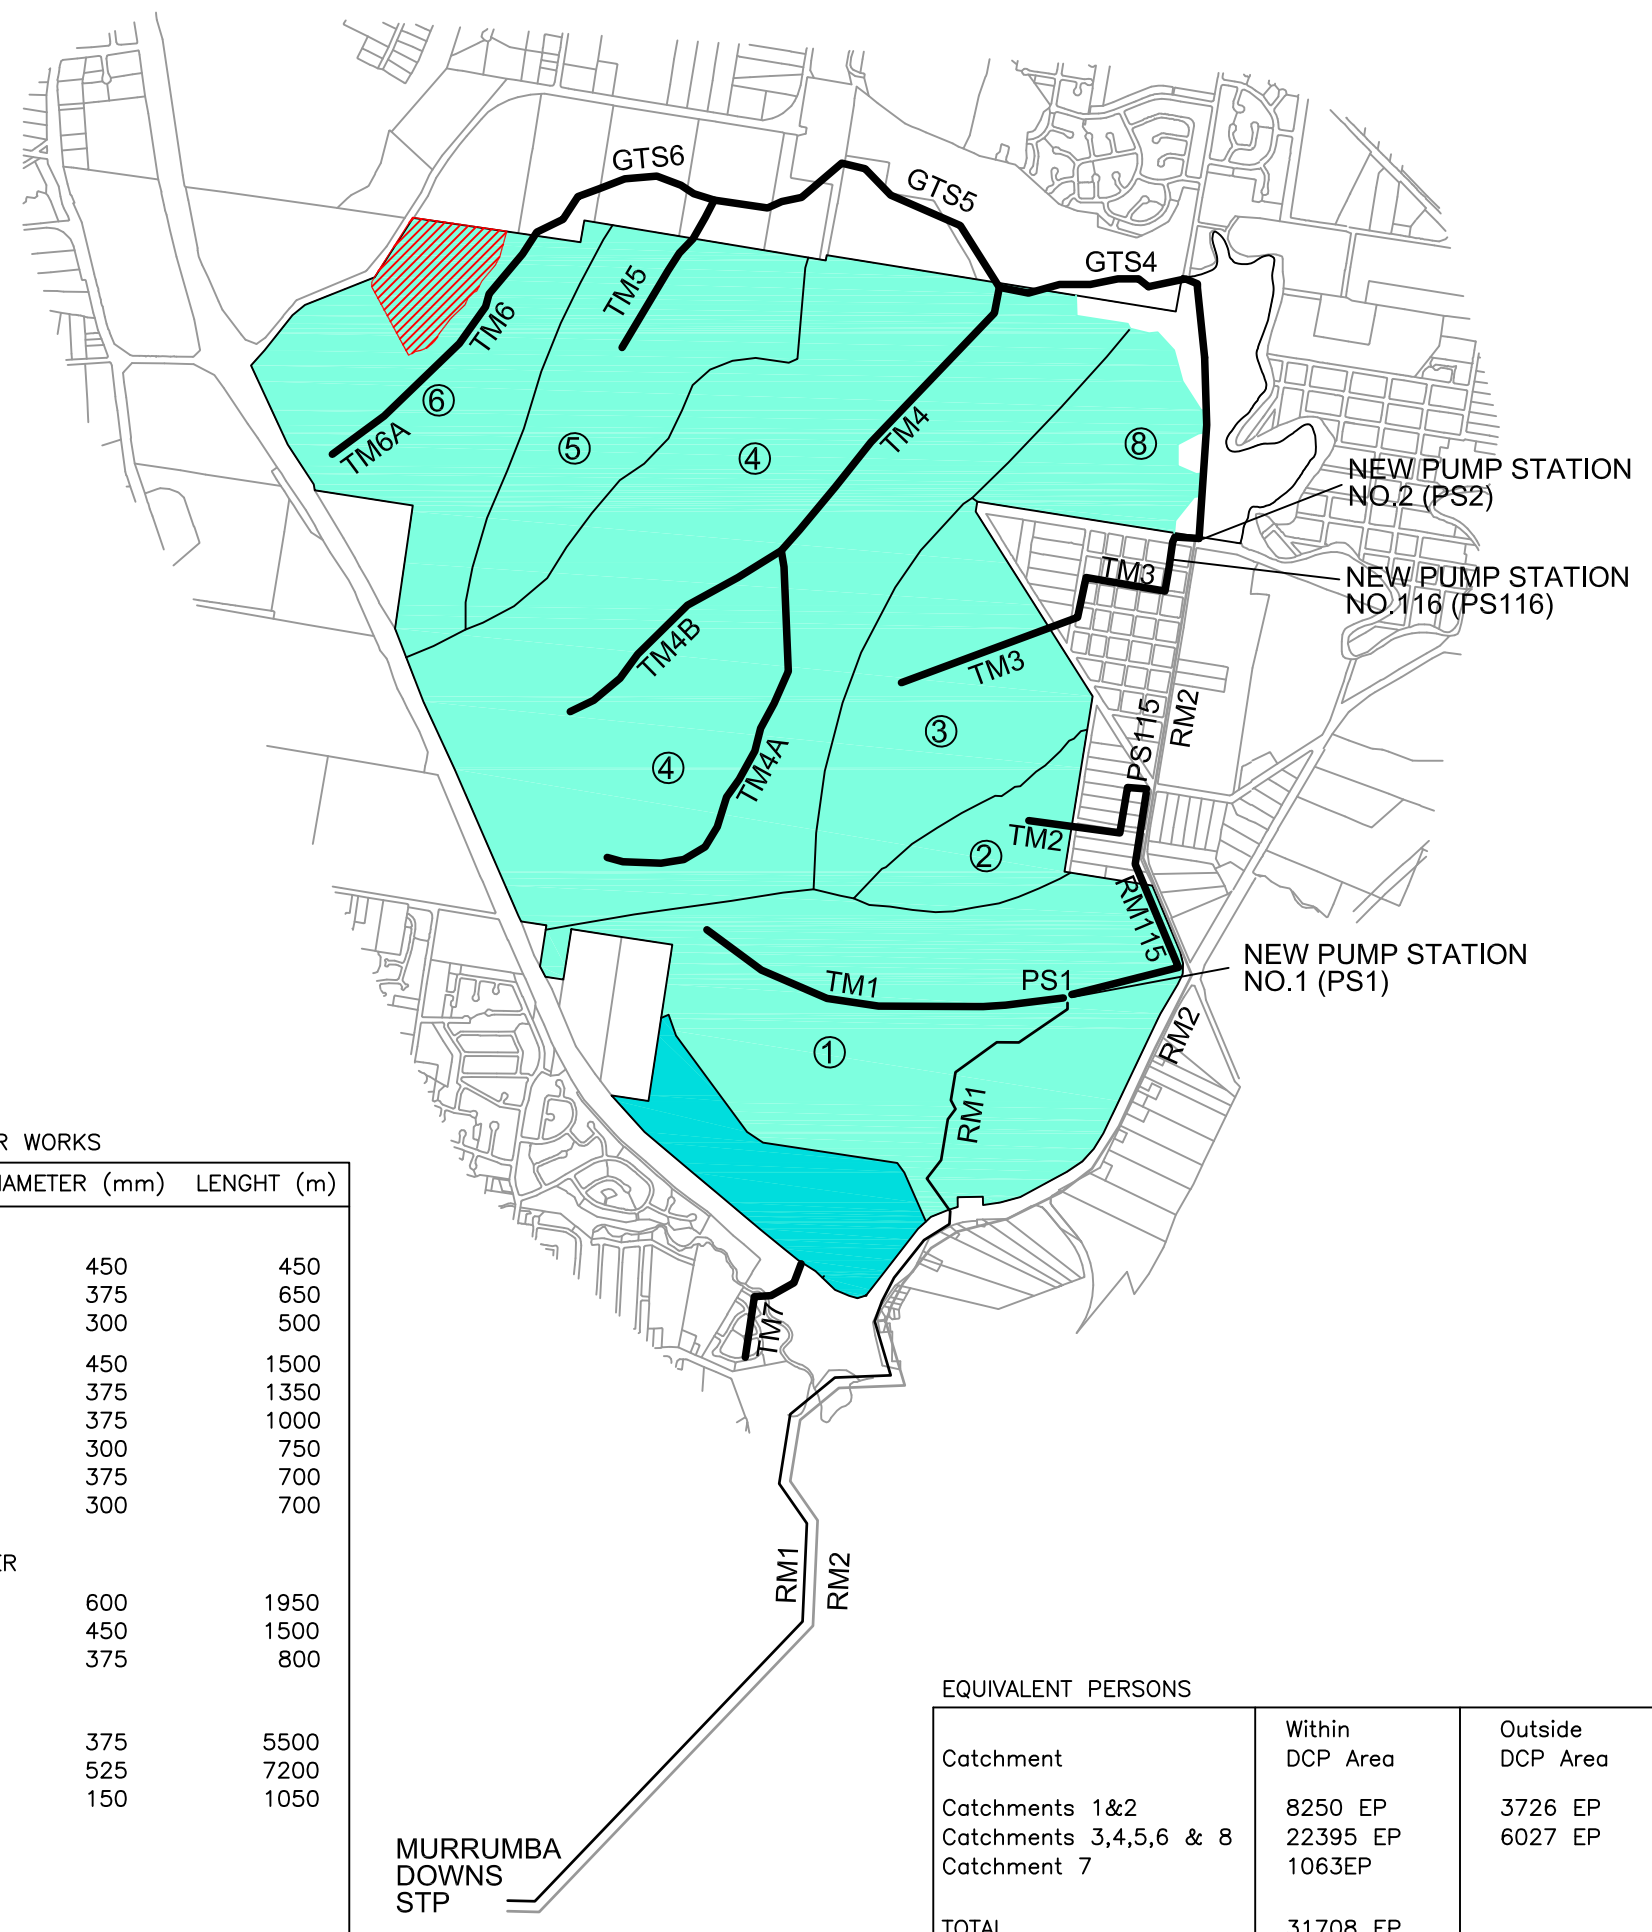 GTS6
GTS5
GTS4
TM5
TM6
TM6A
TM4
⑥
⑤
④
⑧
NEW PUMP STATION
NO.2 (PS2)
NEW PUMP STATION
NO.116 (PS116)
TM3
TM3
TM4B
TM4A
③
④
PS115
RM2
TM2
②
RM115
NEW PUMP STATION
NO.1 (PS1)
TM1
PS1
①
RM2
RM1
TM7
RM1
RM2
MURRUMBA
DOWNS
STP
R WORKS
IAMETER (mm) LENGHT (m)
450 450
375 650
300 500
450 1500
375 1350
375 1000
300 750
375 700
300 700
ER
600 1950
450 1500
375 800
375 5500
525 7200
150 1050
EQUIVALENT PERSONS
Within Outside
Catchment DCP Area DCP Area
Catchments 1&2 8250 EP 3726 EP
Catchments 3,4,5,6 & 8 22395 EP 6027 EP
Catchment 7 1063EP
TOTAL 31708 EP